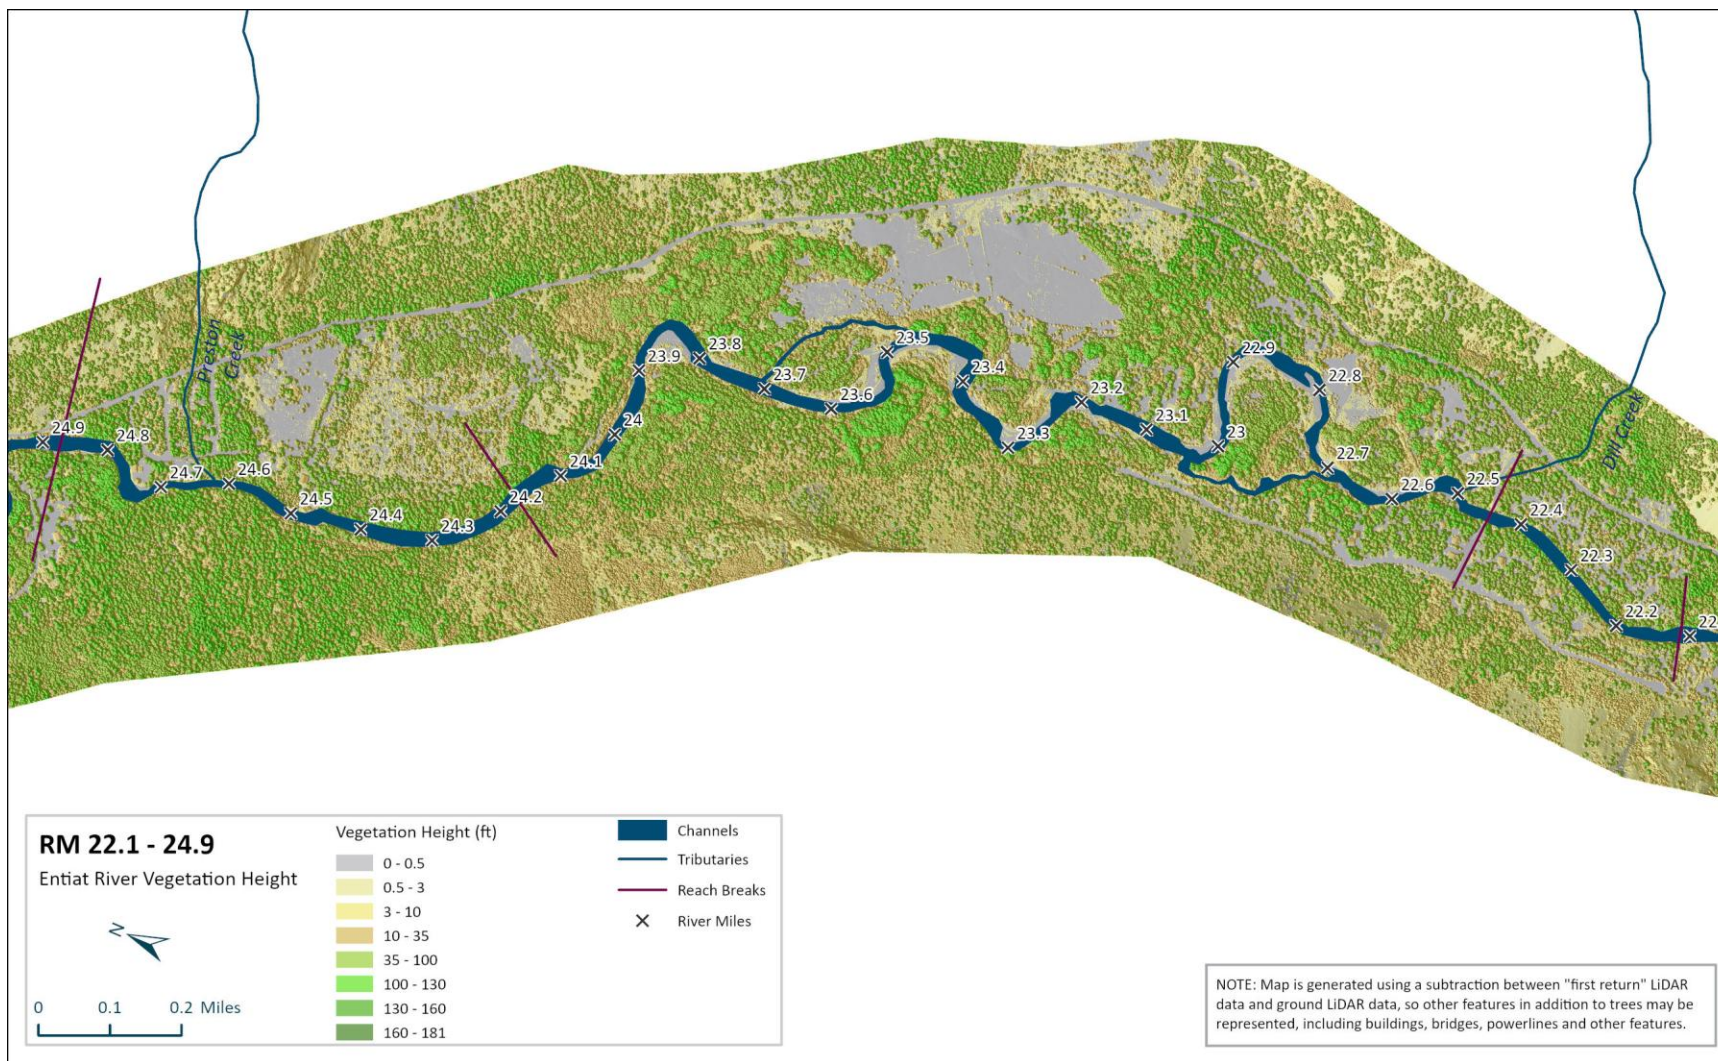 Preston
Creek
Dill Creek
24.9
24.8
24.7
24.6
24.5
24.4
24.3
24.2
24.1
24
23.9
23.8
23.7
23.6
23.5
23.4
23.3
23.2
23.1
23
22.9
22.8
22.7
22.6
22.5
22.4
22.3
22.2
22.
RM 22.1 - 24.9
Entiat River Vegetation Height
N
0 0.1 0.2 Miles
Vegetation Height (ft)
0 - 0.5
0.5 - 3
3 - 10
10 - 35
35 - 100
100 - 130
130 - 160
160 - 181
Channels
Tributaries
Reach Breaks
River Miles
NOTE: Map is generated using a subtraction between "first return" LiDAR
data and ground LiDAR data, so other features in addition to trees may be
represented, including buildings, bridges, powerlines and other features.